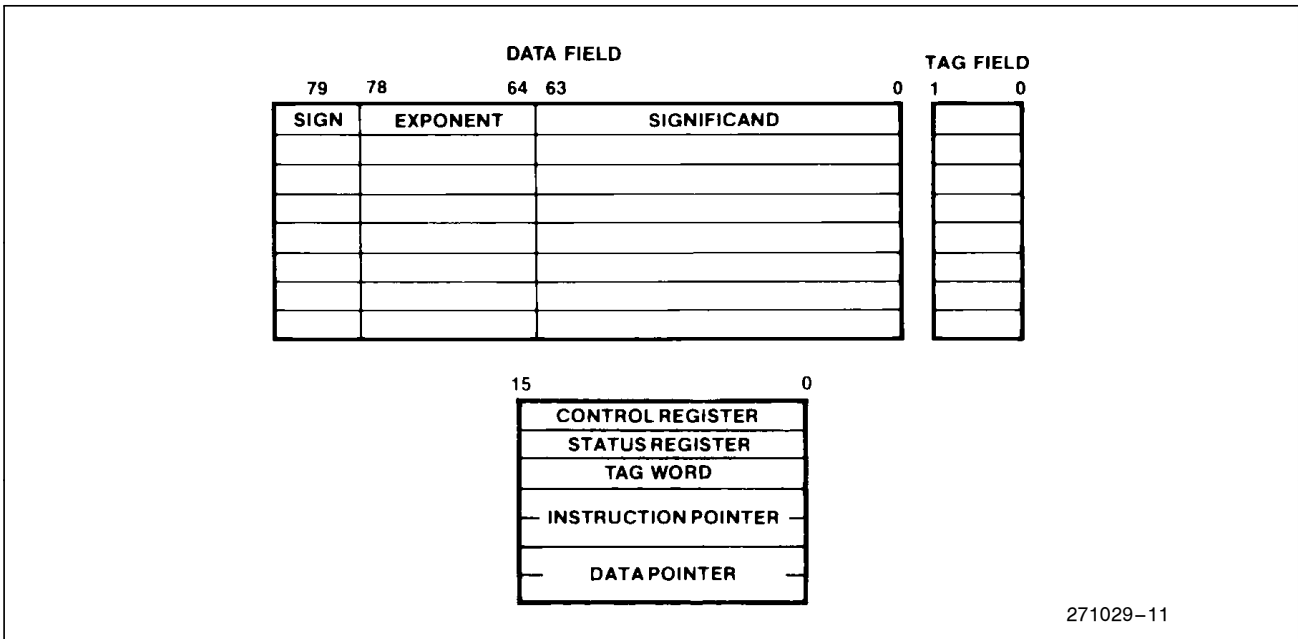 DATA FIELD
TAG FIELD
79 78 64 63 0 1 0
SIGN EXPONENT SIGNIFICAND
15 0
CONTROL REGISTER
STATUS REGISTER
TAG WORD
INSTRUCTION POINTER
DATA POINTER
271029–11